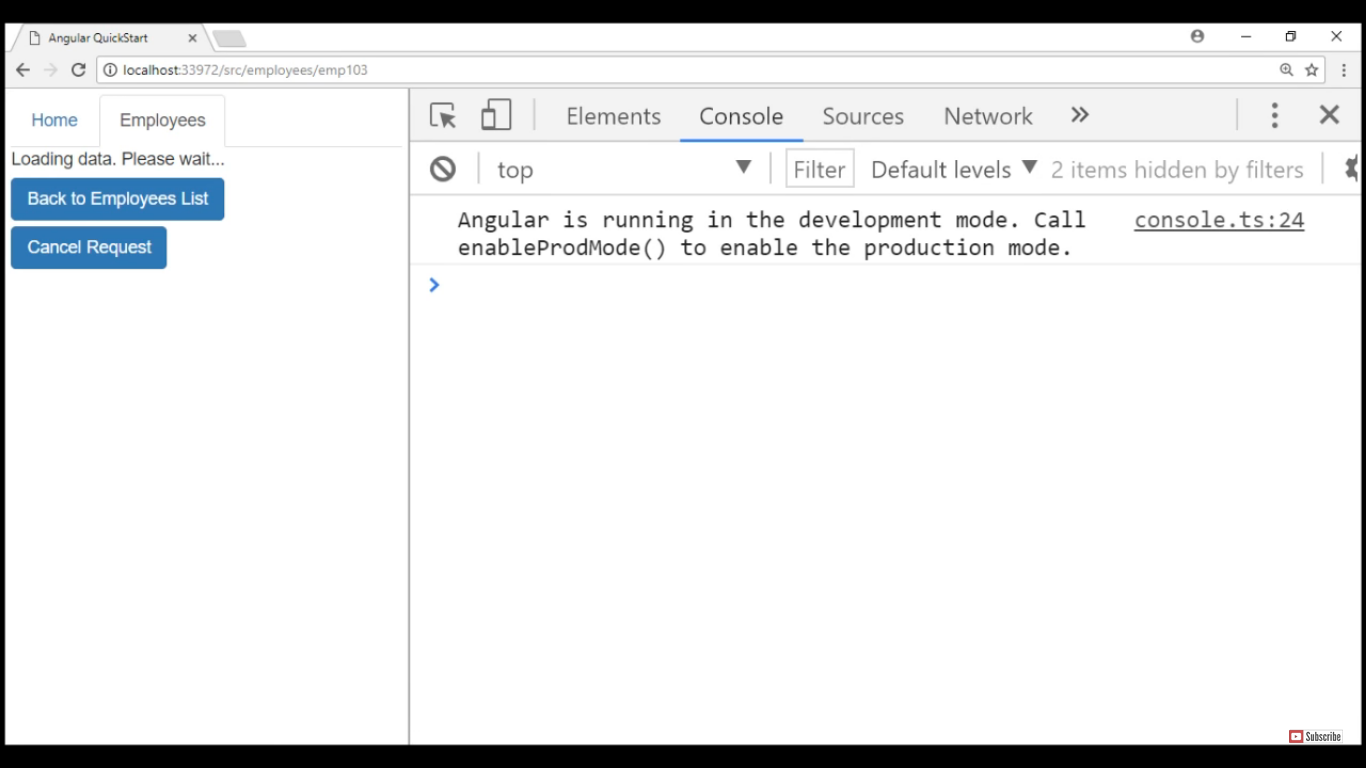 Angular QuickStart
localhost:33972/src/employees/emp103
Home Employees
Loading data. Please wait...
Back to Employees List
Cancel Request
Elements Console Sources Network
top Filter Default levels 2 items hidden by filters
Angular is running in the development mode. Call console.ts:24
enableProdMode() to enable the production mode.
Subscribe